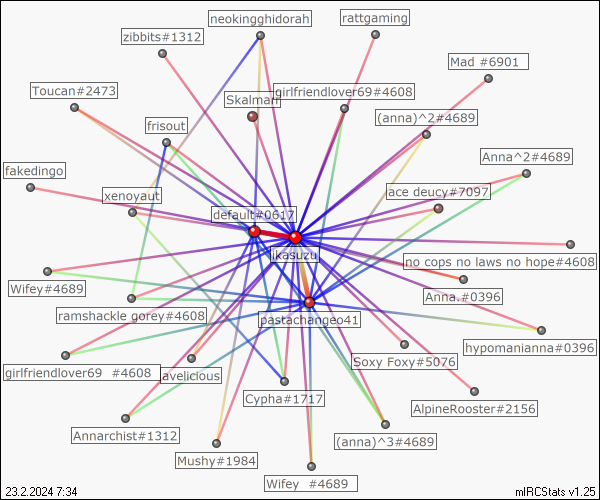 neokingghidorah
rattgaming
zibbits#1312
Mad #6901
Toucan#2473
Skalman
girlfriendlover69#4608
(anna)^2#4689
frisout
Anna^2#4689
fakedingo
xenoyaut
ace deucy#7097
default#0617
ikasuzu
no cops no laws no hope#4608
Wifey#4689
Anna.#0396
ramshackle gorey#4608
pastachangeo41
hypomanianna#0396
girlfriendlover69 #4608
lavelicious
Soxy Foxy#5076
Cypha#1717
AlpineRooster#2156
Annarchist#1312
(anna)^3#4689
Mushy#1984
Wifey #4689
23.2.2024 7:34
mIRCStats v1.25